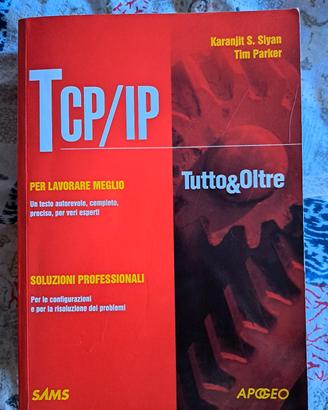 Karanjit S. Siyan
Tim Parker
TCP/IP
Tutto&Oltre
PER LAVORARE MEGLIO
Un testo autorevole, completo,
preciso, per veri esperti
SOLUZIONI PROFESSIONALI
Per le configurazioni
e per la risoluzione dei problemi
SAMS
APOGEO